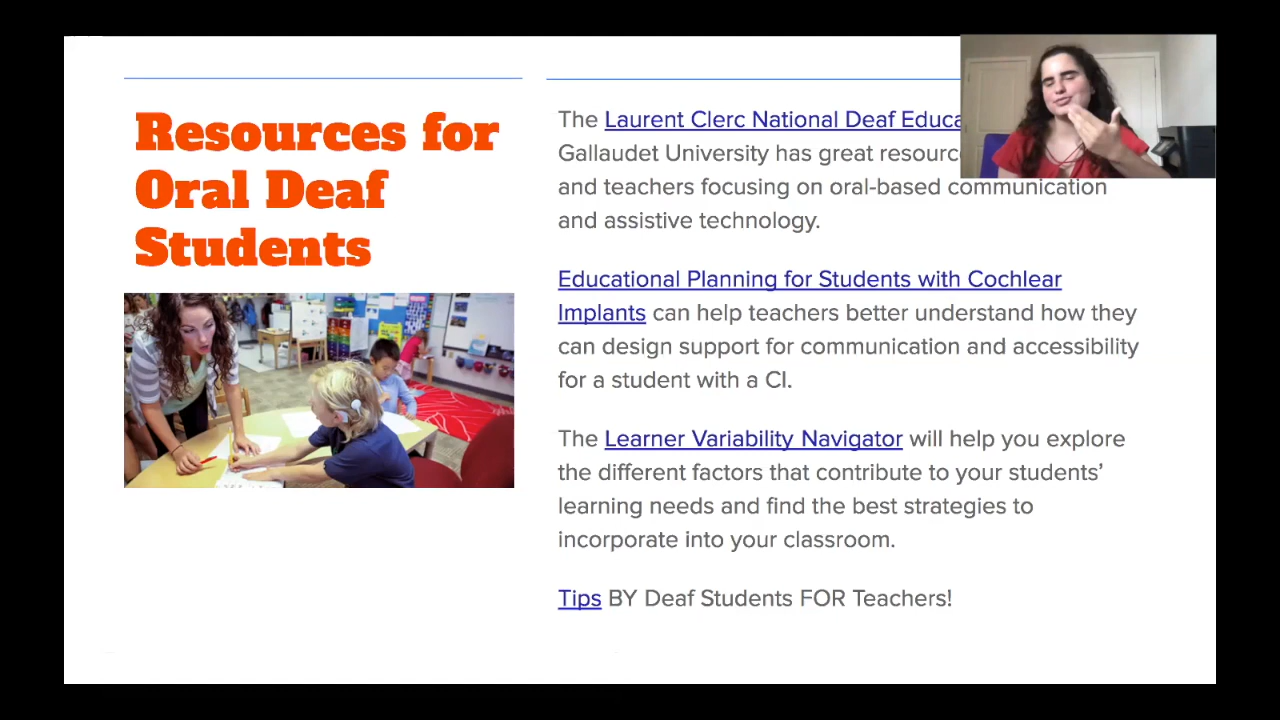 Resources for
Oral Deaf
Students
The Laurent Clerc National Deaf
Gallaudet University has great
and teachers focusing on oral-based communication
and assistive technology.
Educational Planning for Students with Cochlear
Implants can help teachers better understand how they
can design support for communication and accessibility
for a student with a CI.
The Learner Variability Navigator will help you explore
the different factors that contribute to your students’
learning needs and find the best strategies to
incorporate into your classroom.
Tips BY Deaf Students FOR Teachers!